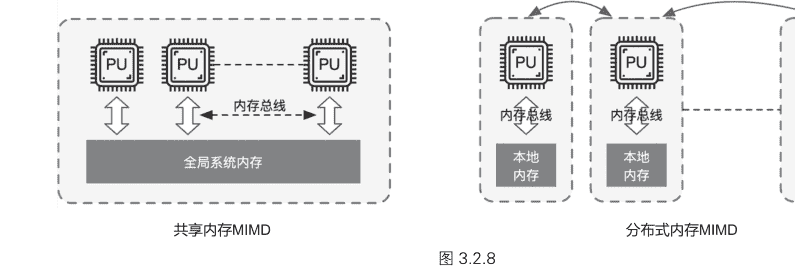 PU
PU
PU
内存总线
全局系统内存
共享内存MIMD
PU
PU
内存总线
内存总线
本地
内存
本地
内存
分布式内存MIMD
图 3.2.8